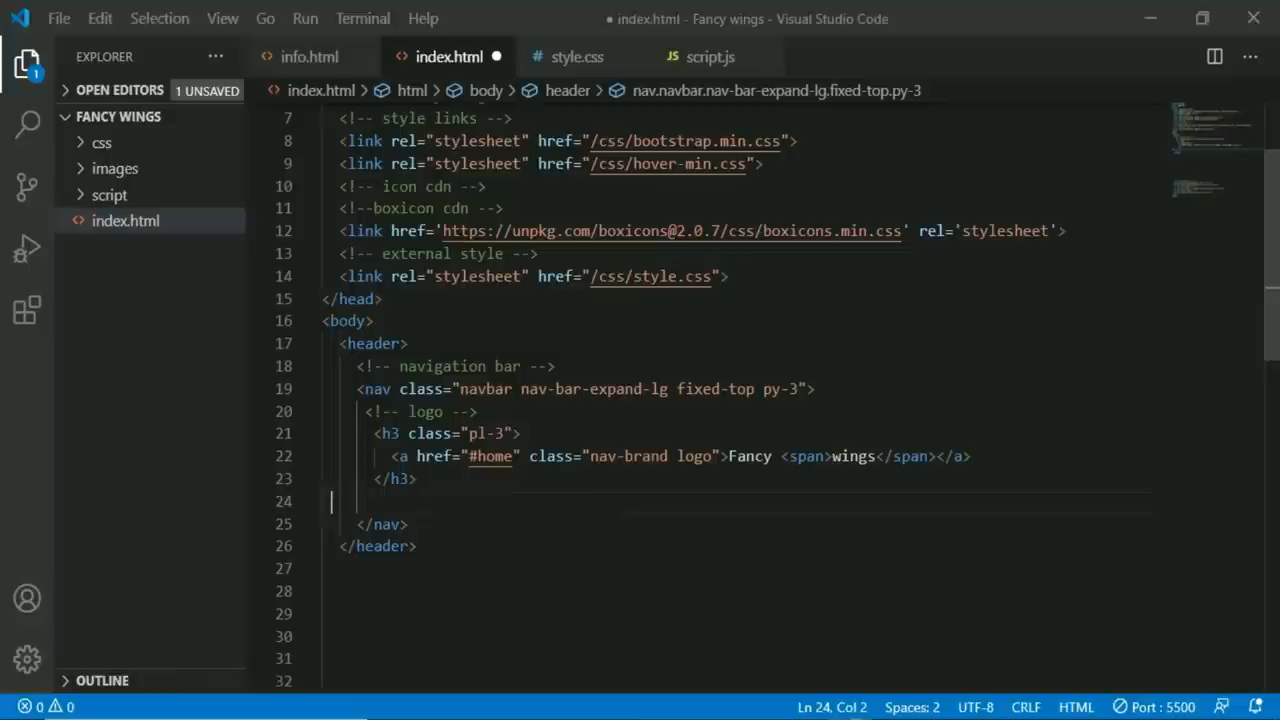 File Edit Selection View Go Run Terminal Help ● index.html - Fancy wings - Visual Studio Code
EXPLORER ··· info.html index.html ● # style.css JS script.js ···
1
OPEN EDITORS 1 UNSAVED
index.html > html > body > header > nav.navbar.nav-bar-expand-lg.fixed-top.py-3
FANCY WINGS
css
images
script
index.html
7 <!-- style links -->
8 <link rel="stylesheet" href="/css/bootstrap.min.css">
9 <link rel="stylesheet" href="/css/hover-min.css">
10 <!-- icon cdn -->
11 <!--boxicon cdn -->
12 <link href='https://unpkg.com/boxicons@2.0.7/css/boxicons.min.css' rel='stylesheet'>
13 <!-- external style -->
14 <link rel="stylesheet" href="/css/style.css">
15 </head>
16 <body>
17 <header>
18 <!-- navigation bar -->
19 <nav class="navbar nav-bar-expand-lg fixed-top py-3">
20 <!-- logo -->
21 <h3 class="pl-3">
22 <a href="#home" class="nav-brand logo">Fancy <span>wings</span></a>
23 </h3>
24
25 </nav>
26 </header>
27
28
29
30
31
32
OUTLINE
0 0 Ln 24, Col 2 Spaces: 2 UTF-8 CRLF HTML Port : 5500